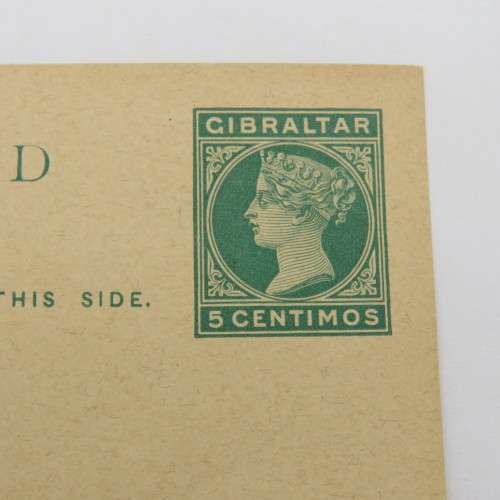 GIBRALTAR
D
THIS SIDE.
5 CENTIMOS